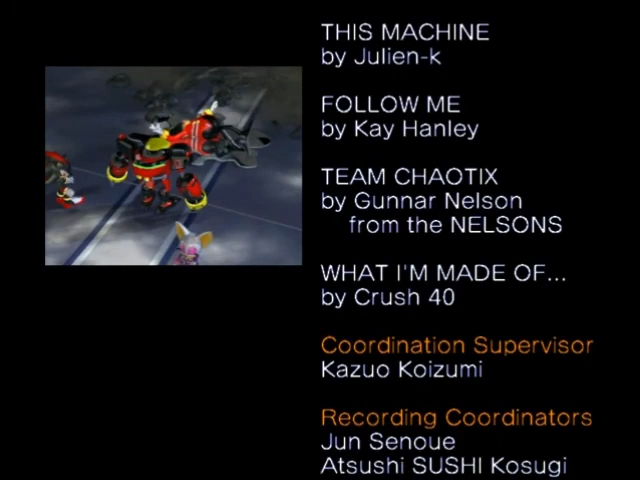 THIS MACHINE
by Julien-k
FOLLOW ME
by Kay Hanley
TEAM CHAOTIX
by Gunnar Nelson
from the NELSONS
WHAT I'M MADE OF...
by Crush 40
Coordination Supervisor
Kazuo Koizumi
Recording Coordinators
Jun Senoue
Atsushi SUSHI Kosugi